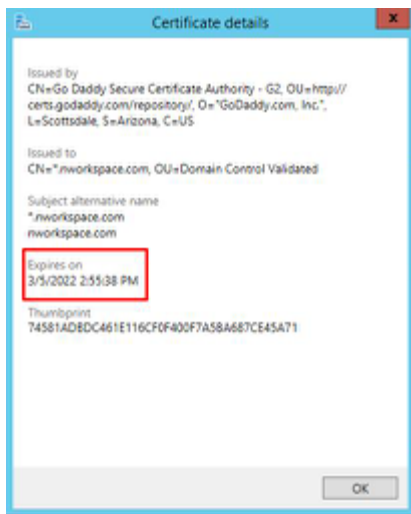 Certificate details
x
Issued by
CN=Go Daddy Secure Certificate Authority - G2, OU=http://
certs.godaddy.com/repository/, O="GoDaddy.com, Inc.",
L=Scottsdale, S=Arizona, C=US
Issued to
CN=*.nworkspace.com, OU=Domain Control Validated
Subject alternative name
*.nworkspace.com
nworkspace.com
Expires on
3/5/2022 2:55:38 PM
Thumbprint
74581ADBDC461E116CF0F400F7A5BA687CE45A71
OK